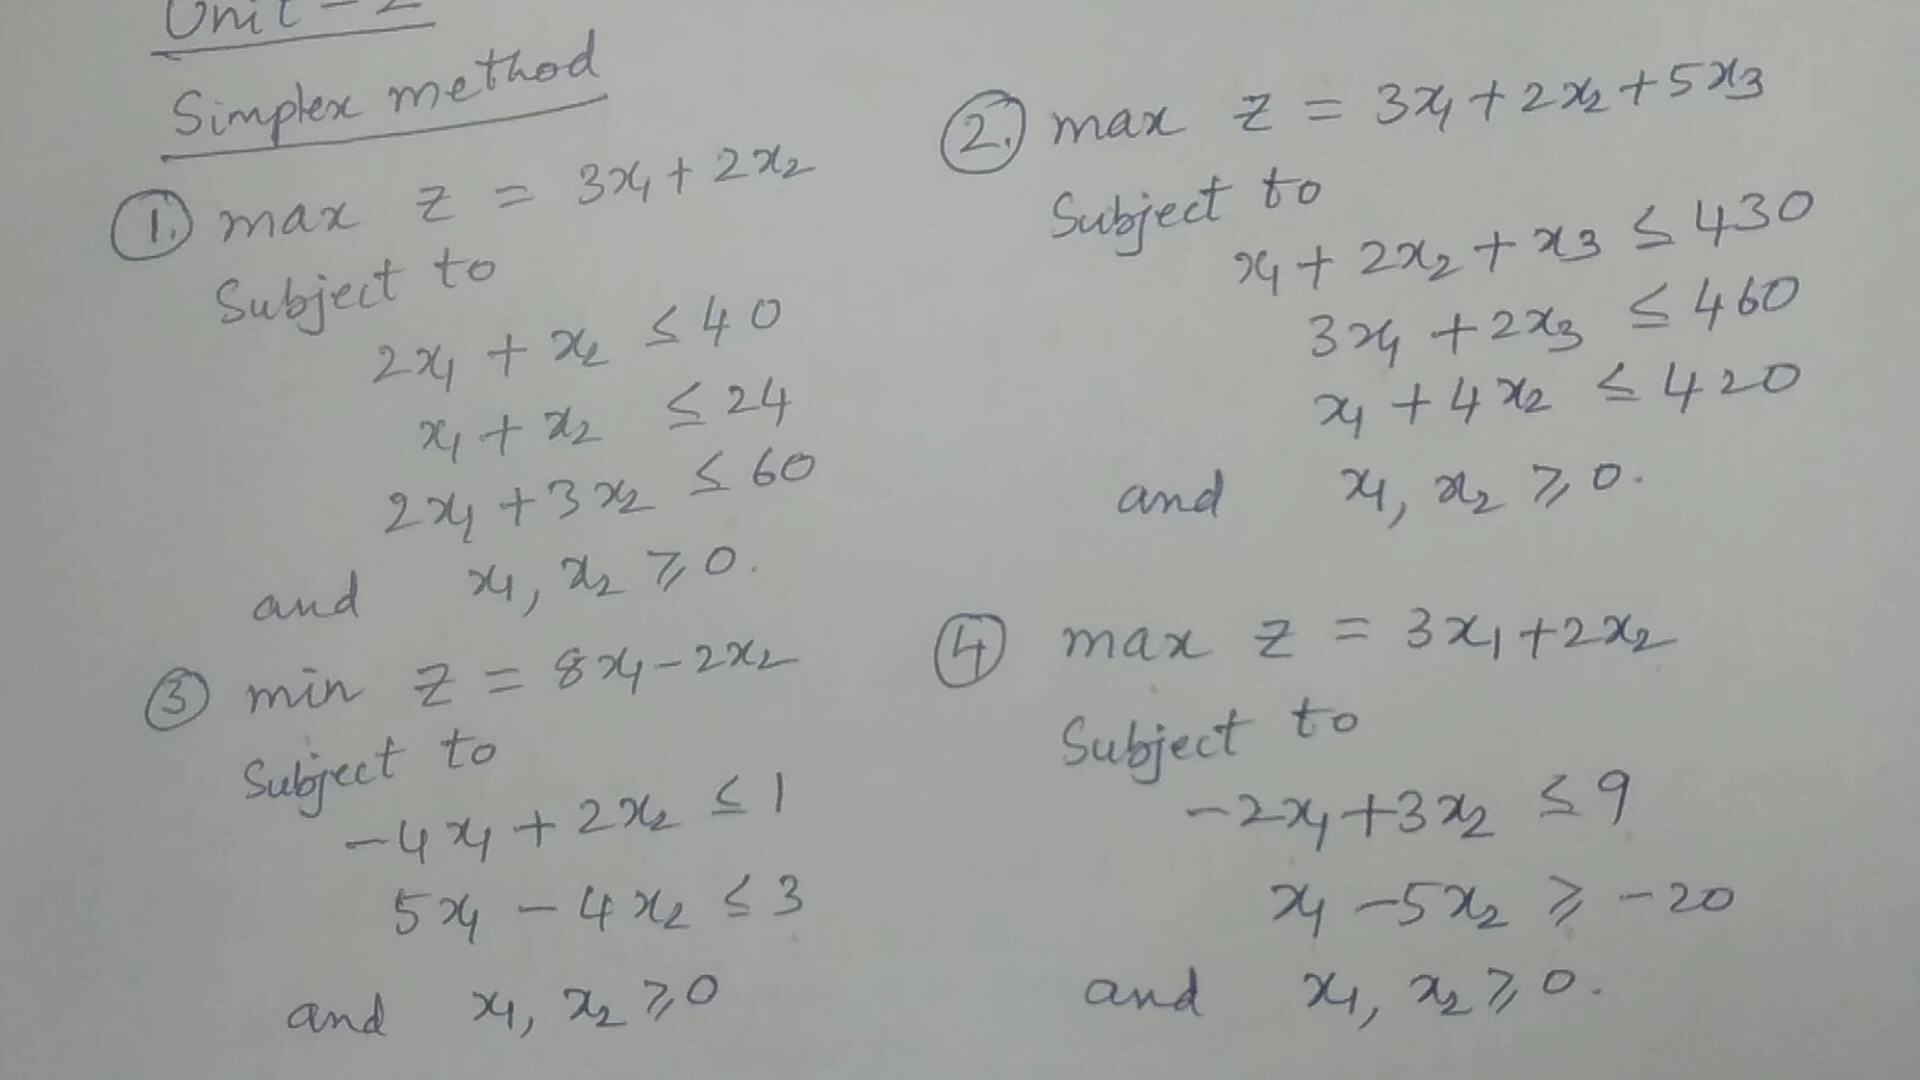 Unit - 2
Simplex method
① max z = 3x₁ + 2x₂
Subject to
2x₁ + x₂ ≤ 40
x₁ + x₂ ≤ 24
2x₁ + 3x₂ ≤ 60
and x₁, x₂ ≥ 0.
② max z = 3x₁ + 2x₂ + 5x₃
Subject to
x₁ + 2x₂ + x₃ ≤ 430
3x₁ + 2x₃ ≤ 460
x₁ + 4x₂ ≤ 420
and x₁, x₂ ≥ 0.
③ min z = 8x₁ - 2x₂
Subject to
-4x₁ + 2x₂ ≤ 1
5x₁ - 4x₂ ≤ 3
and x₁, x₂ ≥ 0
④ max z = 3x₁ + 2x₂
Subject to
-2x₁ + 3x₂ ≤ 9
x₁ - 5x₂ ≥ -20
and x₁, x₂ ≥ 0.